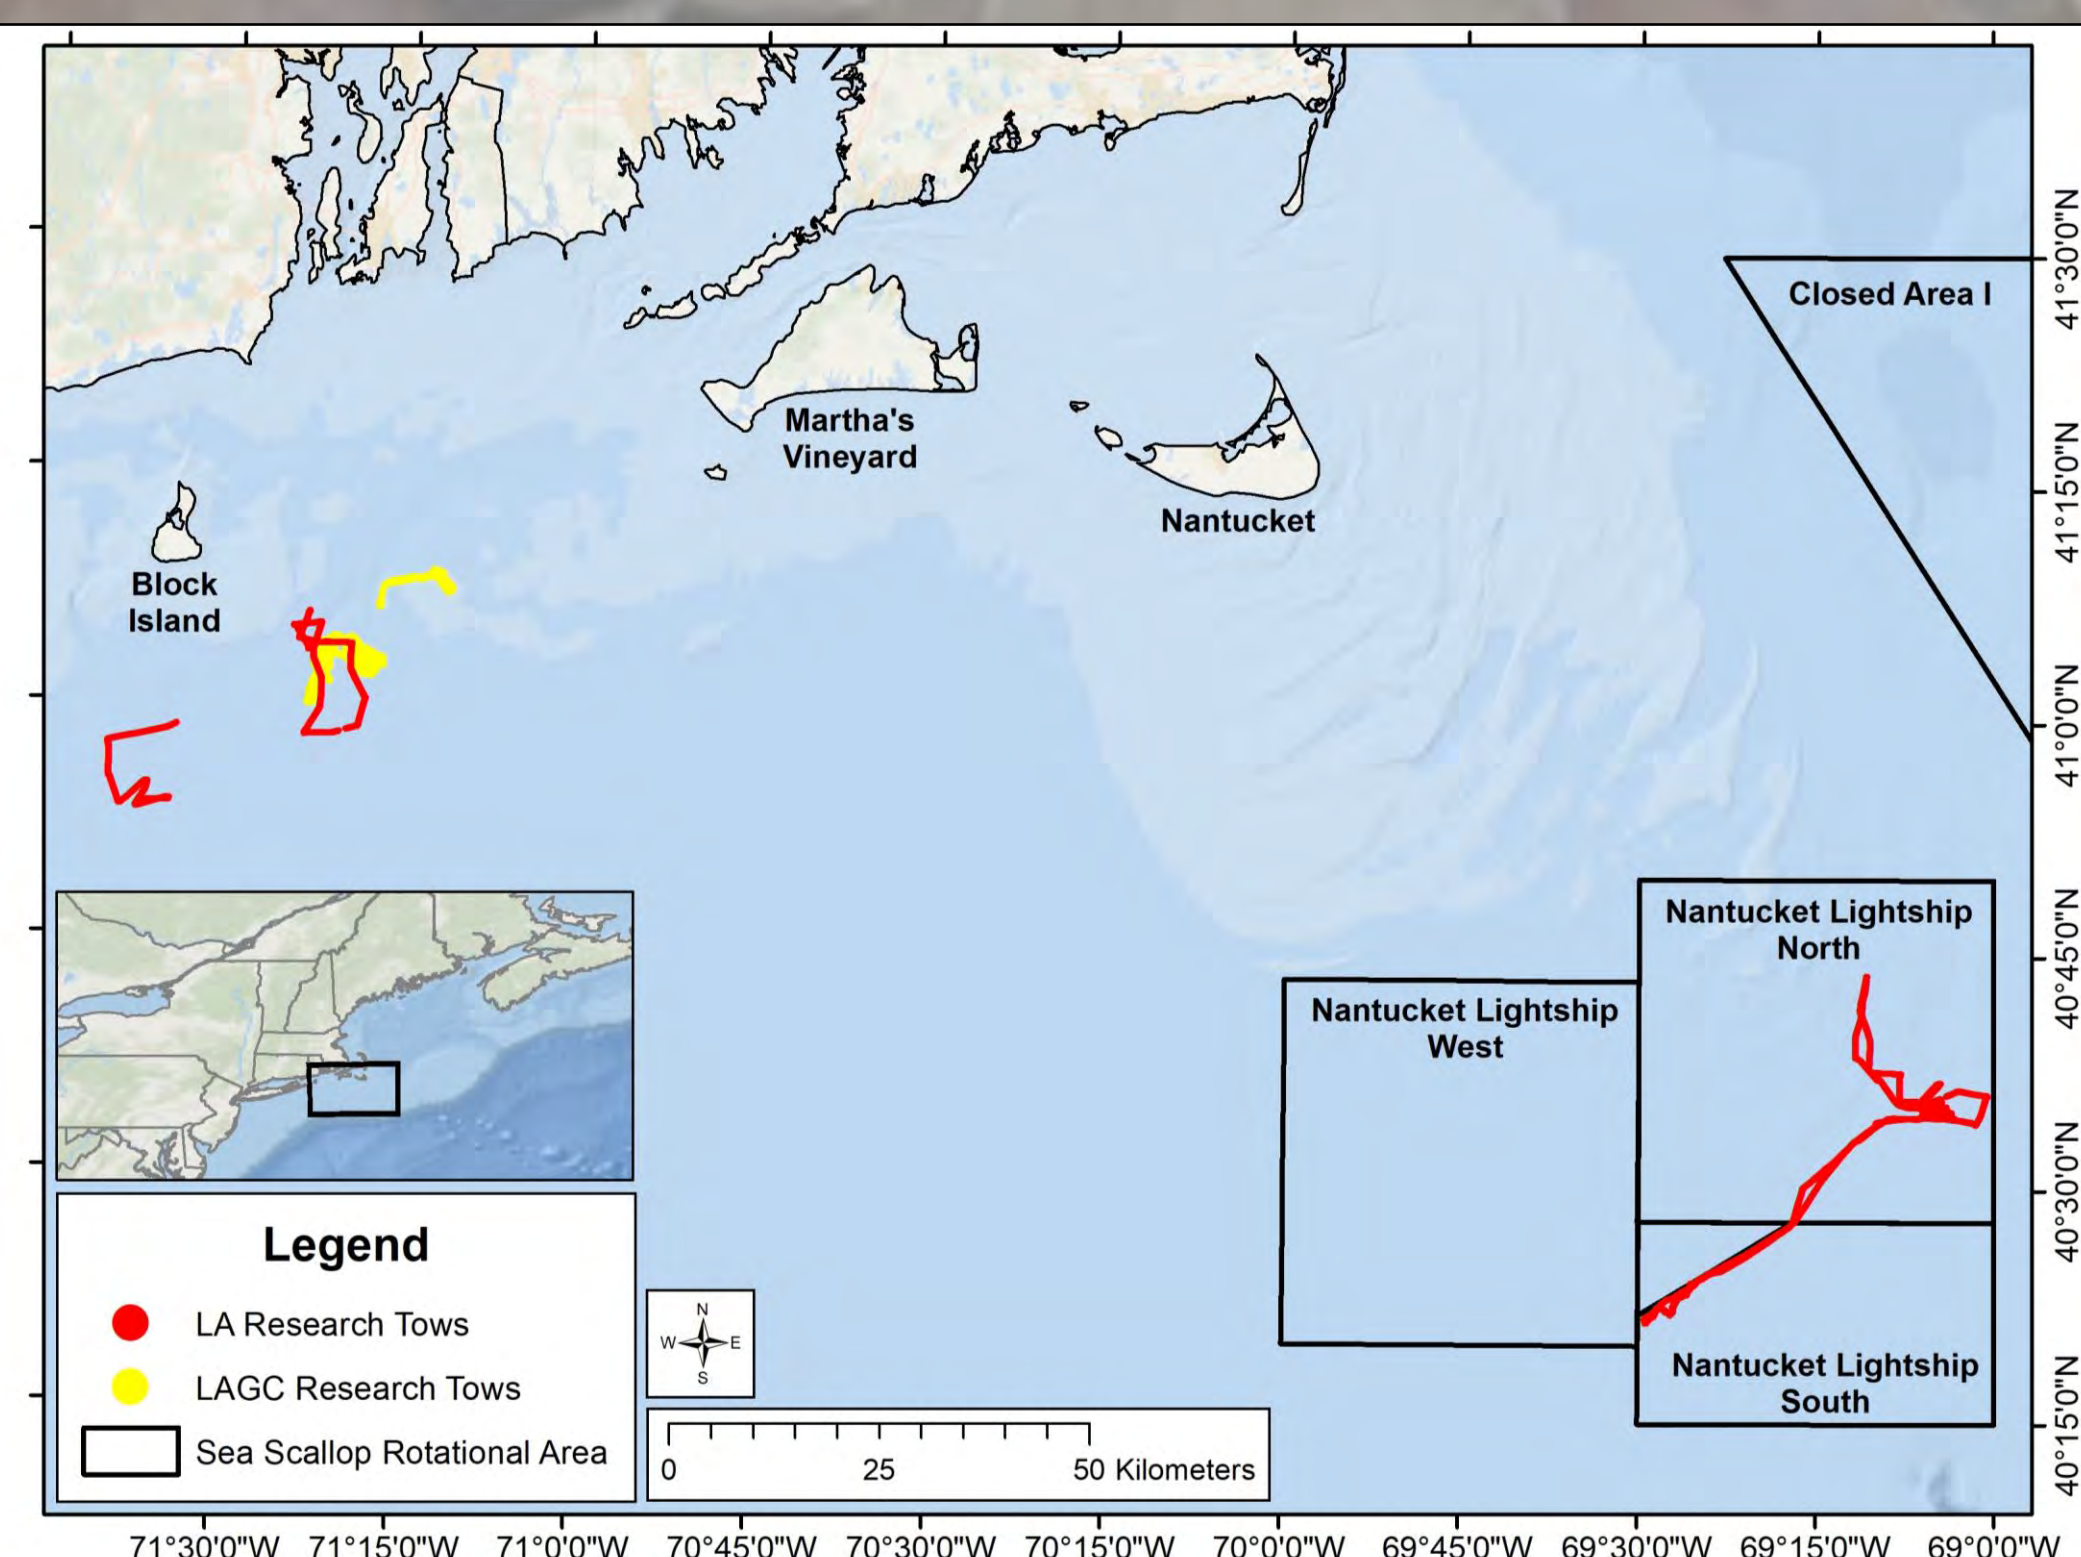 Closed Area I
Martha's
Vineyard
Nantucket
Block
Island
Nantucket Lightship
North
Nantucket Lightship
West
Nantucket Lightship
South
Legend
LA Research Tows
LAGC Research Tows
Sea Scallop Rotational Area
N
W E
S
0 25 50 Kilometers
41°30'0"N
41°15'0"N
41°0'0"N
40°45'0"N
40°30'0"N
40°15'0"N
71°30'0"W 71°15'0"W 71°0'0"W 70°45'0"W 70°30'0"W 70°15'0"W 70°0'0"W 69°45'0"W 69°30'0"W 69°15'0"W 69°0'0"W